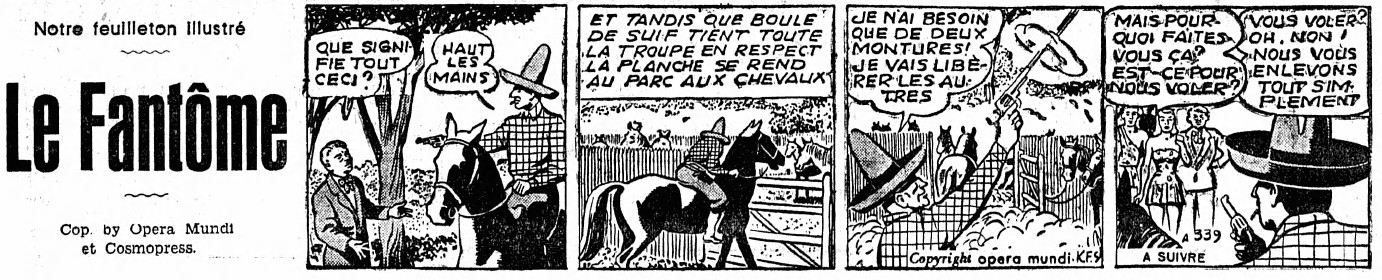 Notre feuilleton illustré
Le Fantôme
Cop. by Opera Mundi
et Cosmopress.
QUE SIGNI-
FIE TOUT
CECI?
HAUT
LES
MAINS
ET TANDIS QUE BOULE
DE SUIF TIENT TOUTE
LA TROUPE EN RESPECT
LA PLANCHE SE REND
AU PARC AUX CHEVAUX
JE N'AI BESOIN
QUE DE DEUX
MONTURES!
JE VAIS LIBÉ-
RER LES AU-
TRES
Copyright opera mundi-K.F.S
MAIS POUR-
QUOI FAITES-
VOUS ÇA?
EST-CE POUR
NOUS VOLER?
VOUS VOLER?
OH, NON!
NOUS VOUS
ENLEVONS
TOUT SIM-
PLEMENT
A 339
A SUIVRE